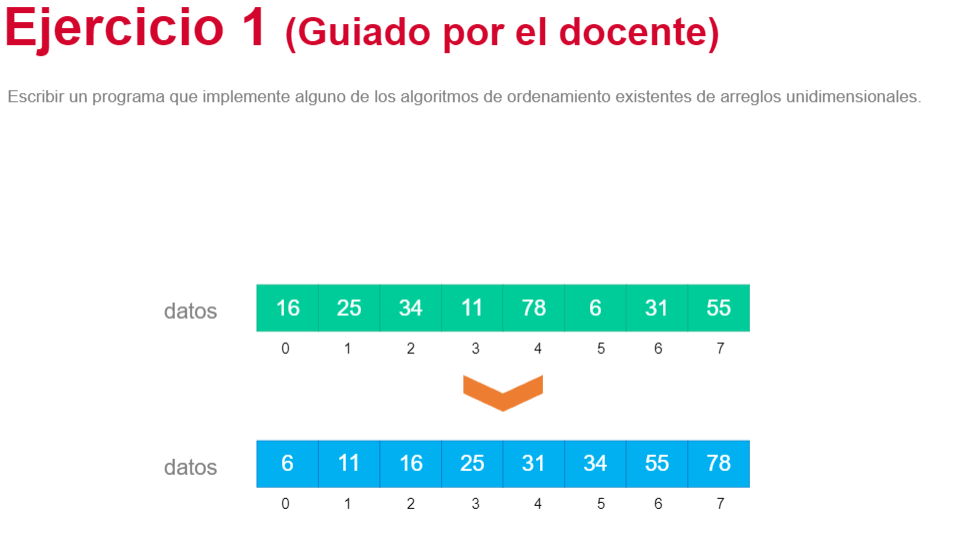 Ejercicio 1 (Guiado por el docente)
Escribir un programa que implemente alguno de los algoritmos de ordenamiento existentes de arreglos unidimensionales.
datos 16 25 34 11 78 6 31 55
0 1 2 3 4 5 6 7
datos 6 11 16 25 31 34 55 78
0 1 2 3 4 5 6 7